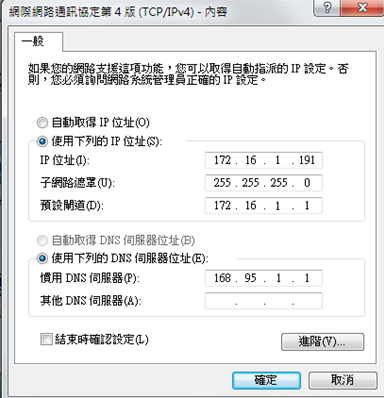 網際網路通訊協定第 4 版 (TCP/IPv4) - 內容
一般
如果您的網路支援這項功能，您可以取得自動指派的 IP 設定。否
則，您必須詢問網路系統管理員正確的 IP 設定。
自動取得 IP 位址(O)
使用下列的 IP 位址(S):
IP 位址(I): 172 . 16 . 1 . 191
子網路遮罩(U): 255 . 255 . 255 . 0
預設閘道(D): 172 . 16 . 1 . 1
自動取得 DNS 伺服器位址(B)
使用下列的 DNS 伺服器位址(E):
慣用 DNS 伺服器(P): 168 . 95 . 1 . 1
其他 DNS 伺服器(A): . . .
結束時確認設定(L)
進階(V)...
確定 取消